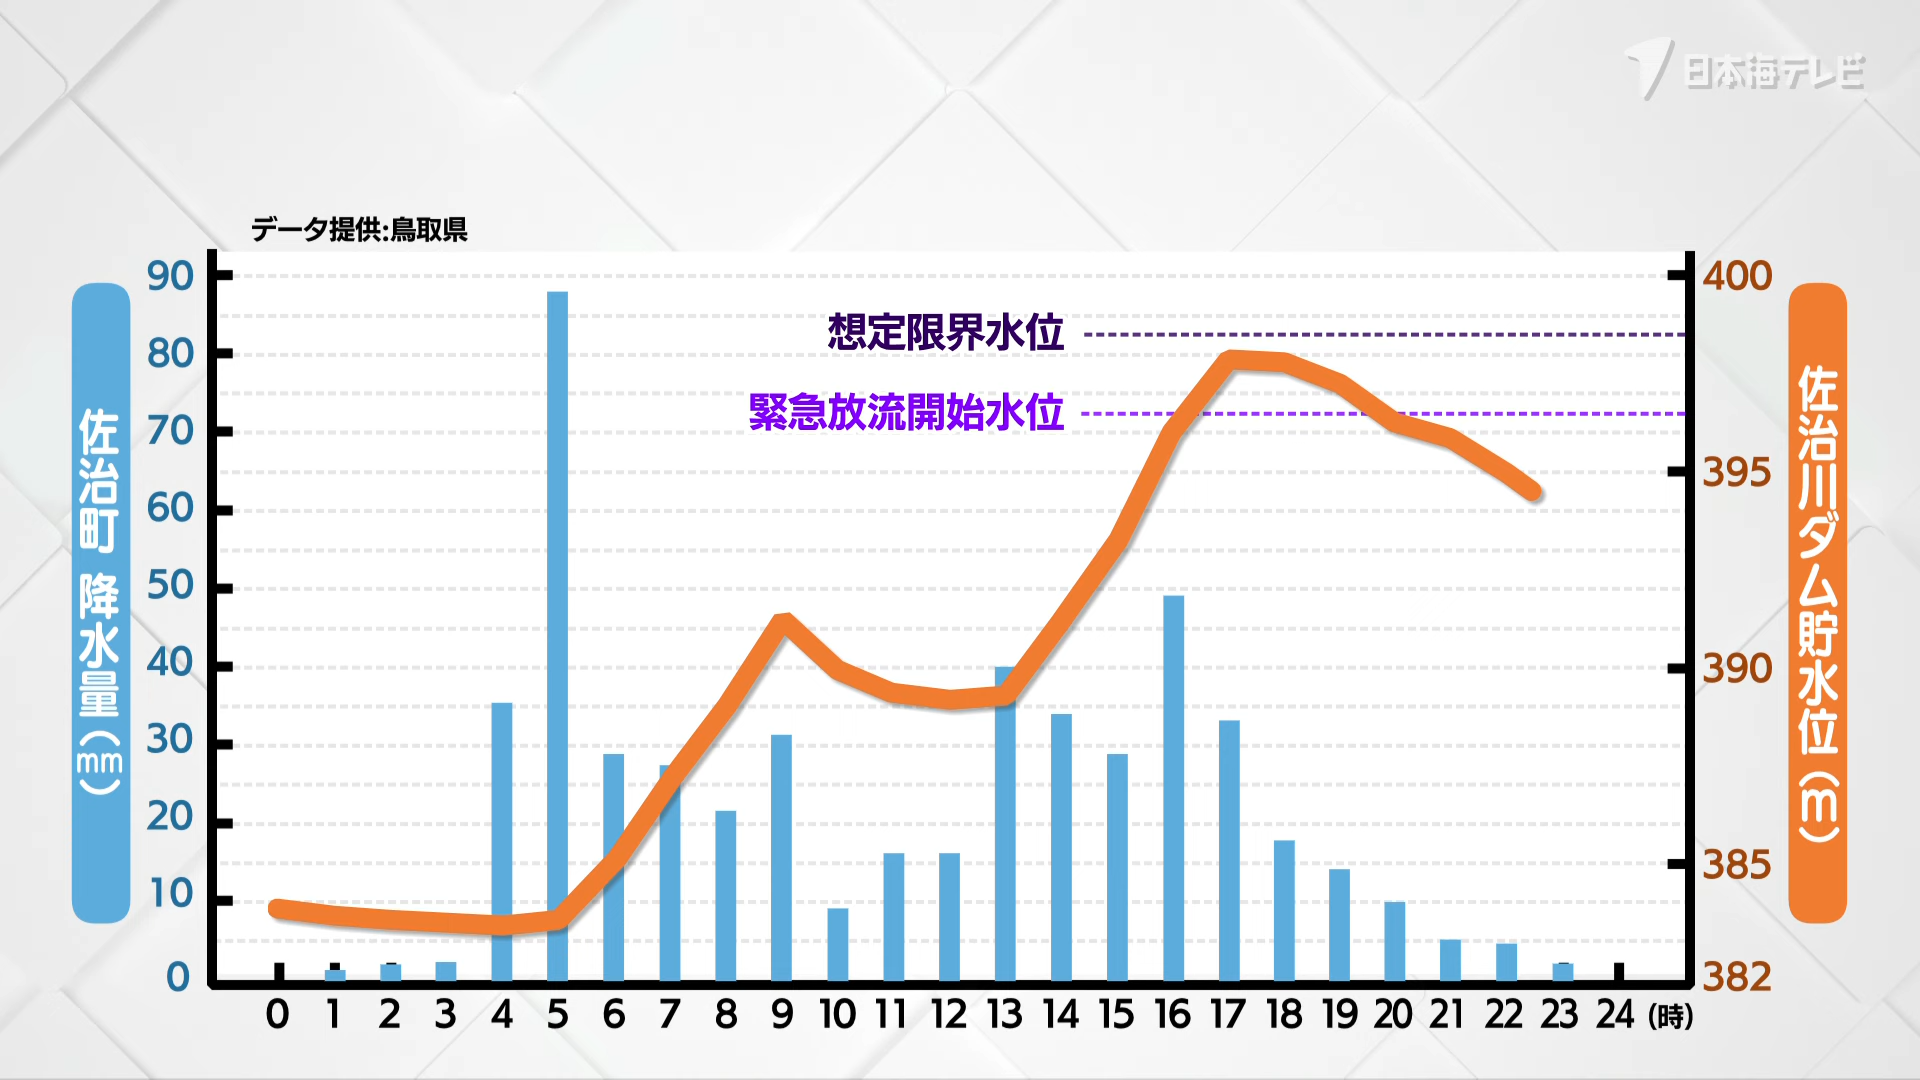 日本海テレビ
データ提供:鳥取県
佐治町 降水量(mm)
90
80
70
60
50
40
30
20
10
0
想定限界水位
緊急放流開始水位
400
395
390
385
382
佐治川ダム貯水位(m)
0 1 2 3 4 5 6 7 8 9 10 11 12 13 14 15 16 17 18 19 20 21 22 23 24 (時)